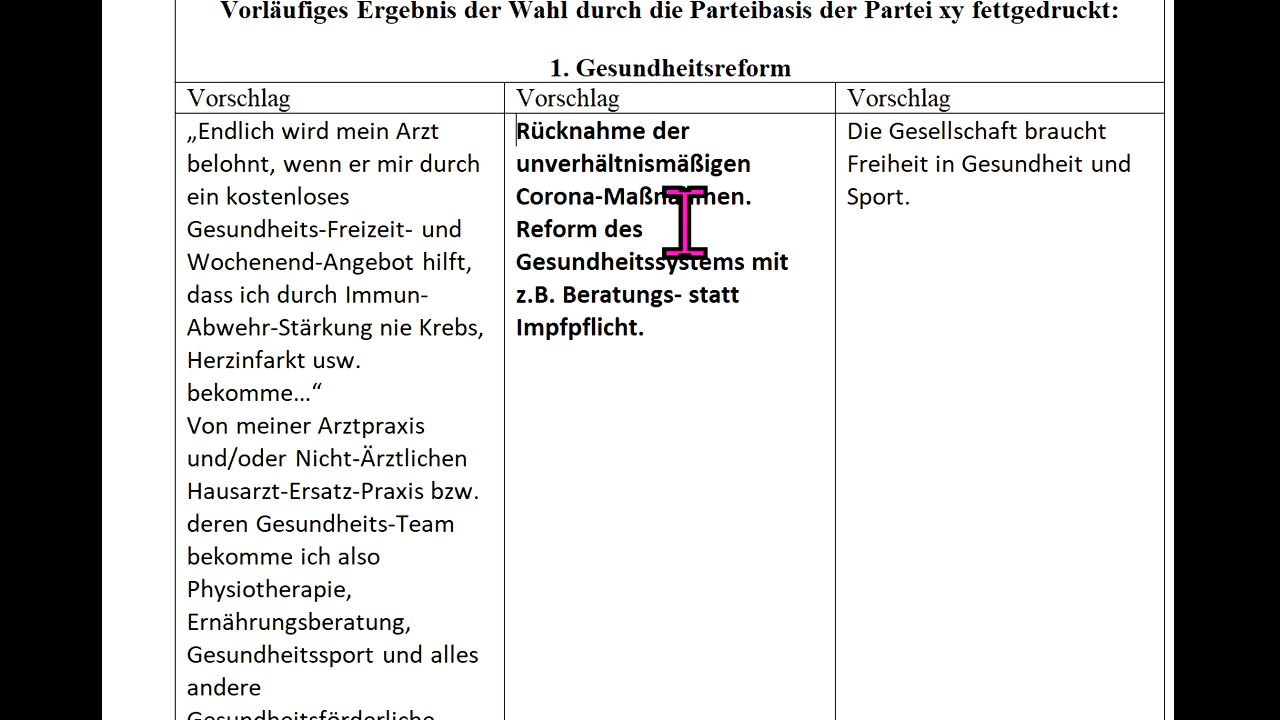 Vorläufiges Ergebnis der Wahl durch die Parteibasis der Partei xy fettgedruckt:
1. Gesundheitsreform
Vorschlag
„Endlich wird mein Arzt
belohnt, wenn er mir durch
ein kostenloses
Gesundheits-Freizeit- und
Wochenend-Angebot hilft,
dass ich durch Immun-
Abwehr-Stärkung nie Krebs,
Herzinfarkt usw.
bekomme…“
Von meiner Arztpraxis
und/oder Nicht-Ärztlichen
Hausarzt-Ersatz-Praxis bzw.
deren Gesundheits-Team
bekomme ich also
Physiotherapie,
Ernährungsberatung,
Gesundheitssport und alles
andere
Gesundheitsförderliche
Vorschlag
Rücknahme der
unverhältnismäßigen
Corona-Maßnahmen.
Reform des
Gesundheitssystems mit
z.B. Beratungs- statt
Impfpflicht.
Vorschlag
Die Gesellschaft braucht
Freiheit in Gesundheit und
Sport.